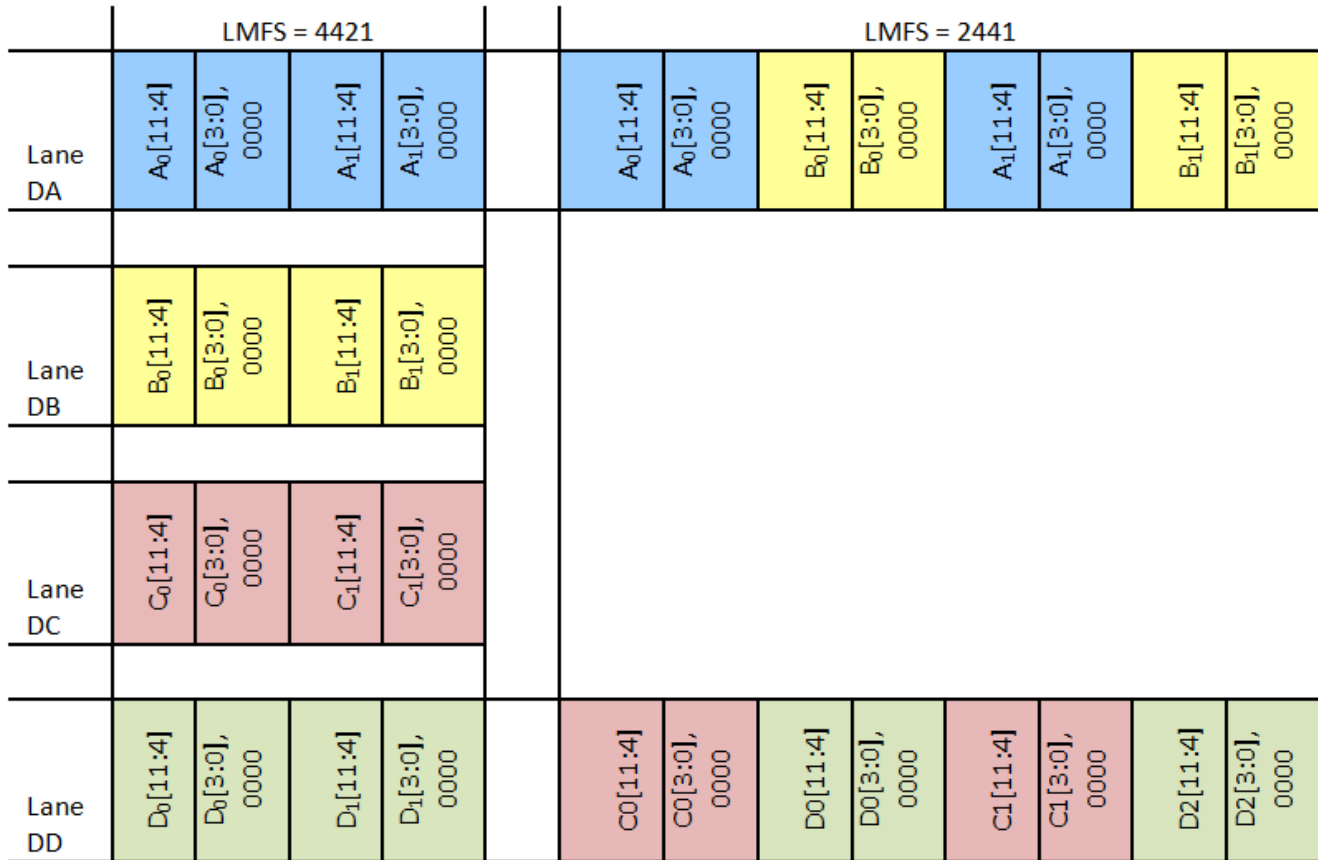 LMFS = 4421
LMFS = 2441
Lane
DA
A₀[11:4]
A₀[3:0],
0000
A₁[11:4]
A₁[3:0],
0000
A₀[11:4]
A₀[3:0],
0000
B₀[11:4]
B₀[3:0],
0000
A₁[11:4]
A₁[3:0],
0000
B₁[11:4]
B₁[3:0],
0000
Lane
DB
B₀[11:4]
B₀[3:0],
0000
B₁[11:4]
B₁[3:0],
0000
Lane
DC
C₀[11:4]
C₀[3:0],
0000
C₁[11:4]
C₁[3:0],
0000
Lane
DD
D₀[11:4]
D₀[3:0],
0000
D₁[11:4]
D₁[3:0],
0000
C0[11:4]
C0[3:0],
0000
D0[11:4]
D0[3:0],
0000
C1[11:4]
C1[3:0],
0000
D2[11:4]
D2[3:0],
0000